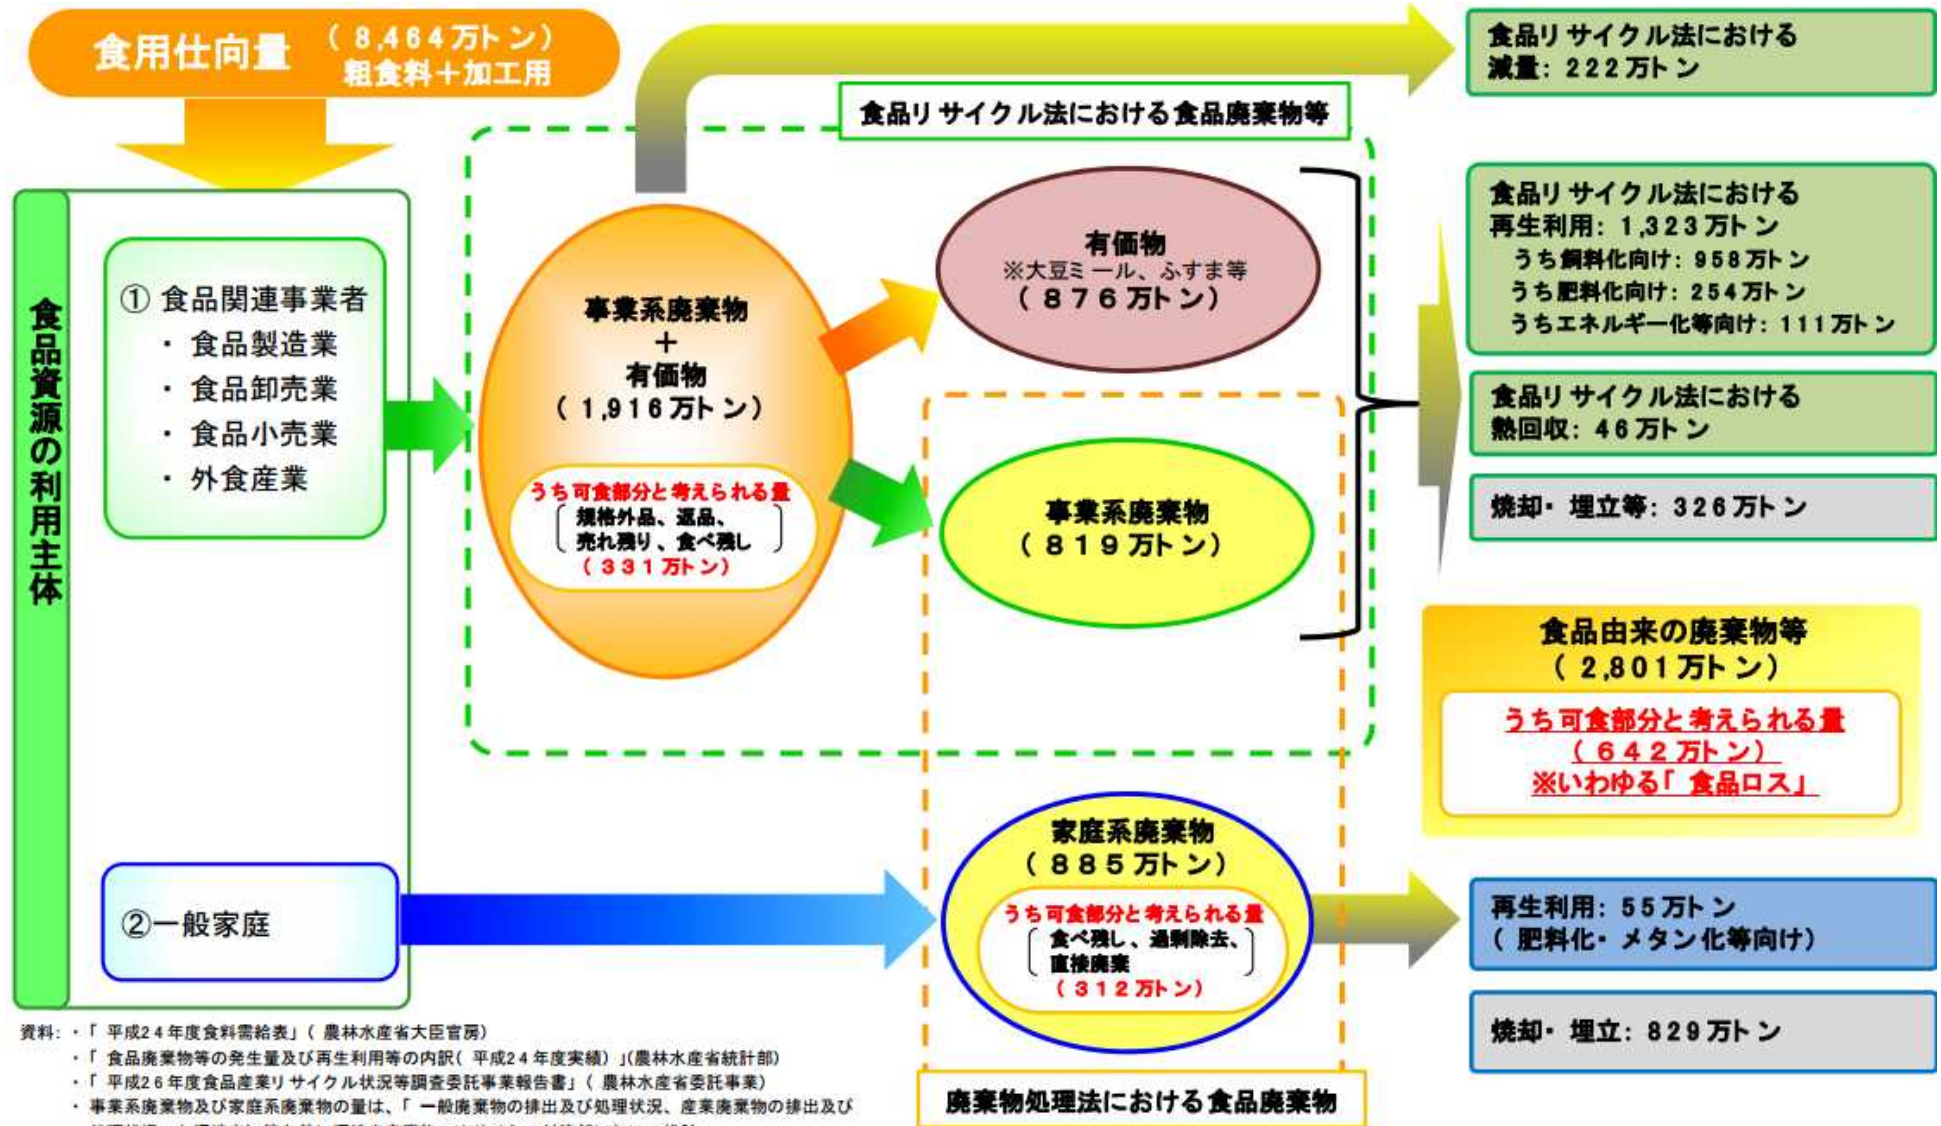 食用仕向量
(8,464万トン)
粗食料+加工用
食品リサイクル法における
減量: 222万トン
食品リサイクル法における食品廃棄物等
食品資源の利用主体
① 食品関連事業者
・ 食品製造業
・ 食品卸売業
・ 食品小売業
・ 外食産業
事業系廃棄物
+
有価物
(1,916万トン)
うち可食部分と考えられる量
規格外品、返品、
売れ残り、食べ残し
(331万トン)
有価物
※大豆ミール、ふすま等
(876万トン)
事業系廃棄物
(819万トン)
食品リサイクル法における
再生利用: 1,323万トン
うち飼料化向け: 958万トン
うち肥料化向け: 254万トン
うちエネルギー化等向け: 111万トン
食品リサイクル法における
熱回収: 46万トン
焼却・埋立等: 326万トン
食品由来の廃棄物等
(2,801万トン)
うち可食部分と考えられる量
(642万トン)
※いわゆる「食品ロス」
②一般家庭
家庭系廃棄物
(885万トン)
うち可食部分と考えられる量
食べ残し、過剰除去、
直接廃棄
(312万トン)
再生利用: 55万トン
(肥料化・メタン化等向け)
焼却・埋立: 829万トン
廃棄物処理法における食品廃棄物
資料: ・「平成24年度食料需給表」(農林水産省大臣官房)
・「食品廃棄物等の発生量及び再生利用等の内訳(平成24年度実績)」(農林水産省統計部)
・「平成26年度食品産業リサイクル状況等調査委託事業報告書」(農林水産省委託事業)
・ 事業系廃棄物及び家庭系廃棄物の量は、「一般廃棄物の排出及び処理状況、産業廃棄物の排出及び